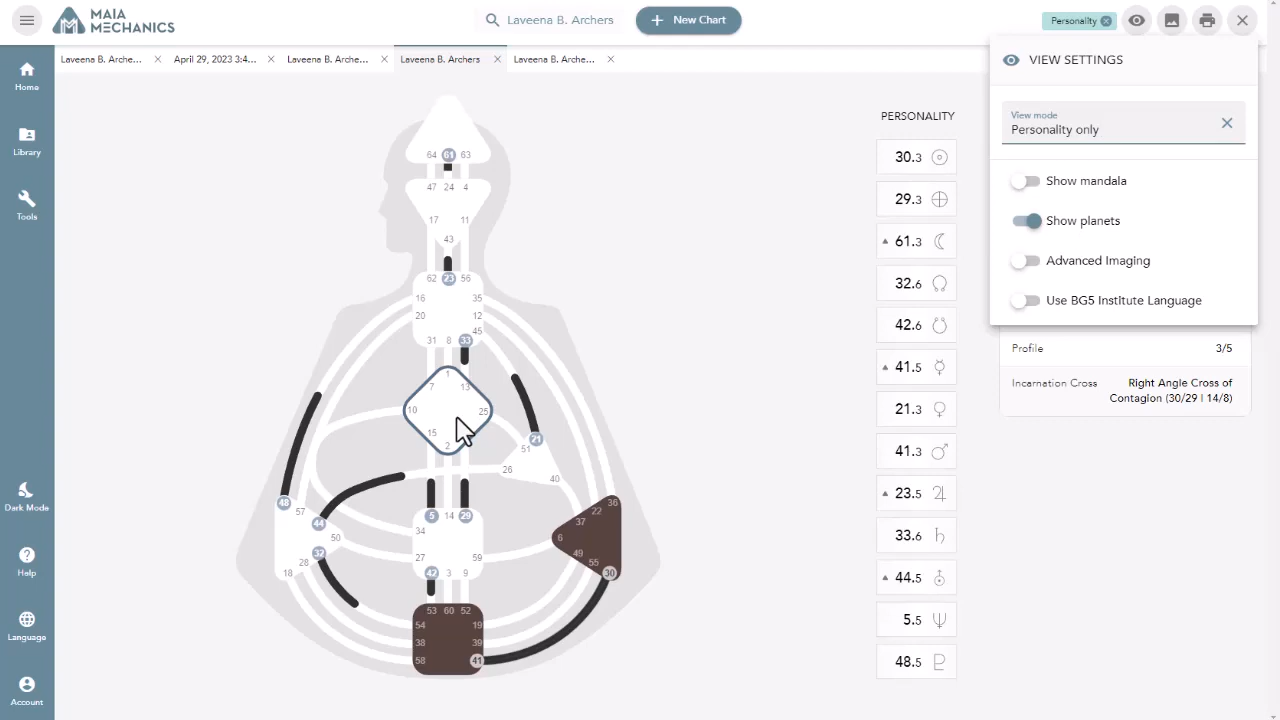 MAIA
MECHANICS
Laveena B. Archers
New Chart
Personality
Laveena B. Arche...
April 29, 2023 3:4...
Laveena B. Arche...
Laveena B. Archers
Laveena B. Arche...
Home
Library
Tools
Dark Mode
Help
Language
Account
64 61 63
47 24 4
17 11
43
62 23 56
16 35
20 12
45
31 8 33
1
7 13
10 25
15
2
21
51
26
40
48
57
44
50
32
28
18
5 14 29
34
27 59
42 3 9
36
22
37
6
49
55
30
53 60 52
54 19
38 39
58 41
PERSONALITY
30.3
29.3
61.3
32.6
42.6
41.5
21.3
41.3
23.5
33.6
44.5
5.5
48.5
VIEW SETTINGS
View mode
Personality only
Show mandala
Show planets
Advanced Imaging
Use BG5 Institute Language
Profile 3/5
Incarnation Cross Right Angle Cross of
Contagion (30/29 | 14/8)